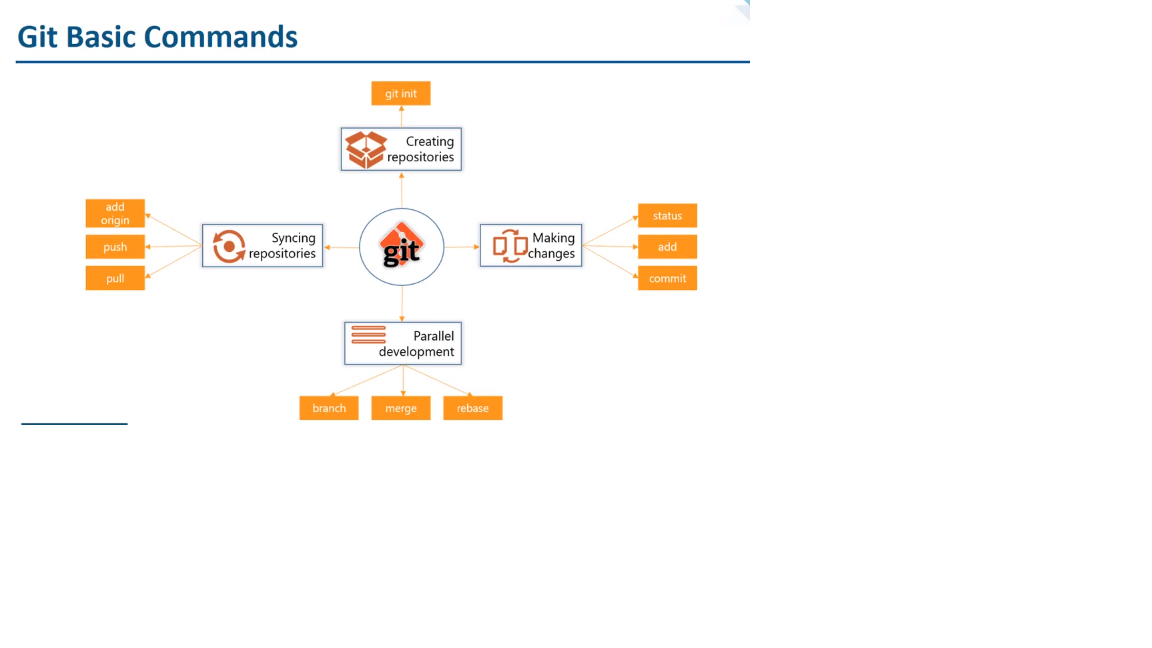 Git Basic Commands
git init
Creating
repositories
add
origin
push
pull
Syncing
repositories
git
Making
changes
status
add
commit
Parallel
development
branch
merge
rebase